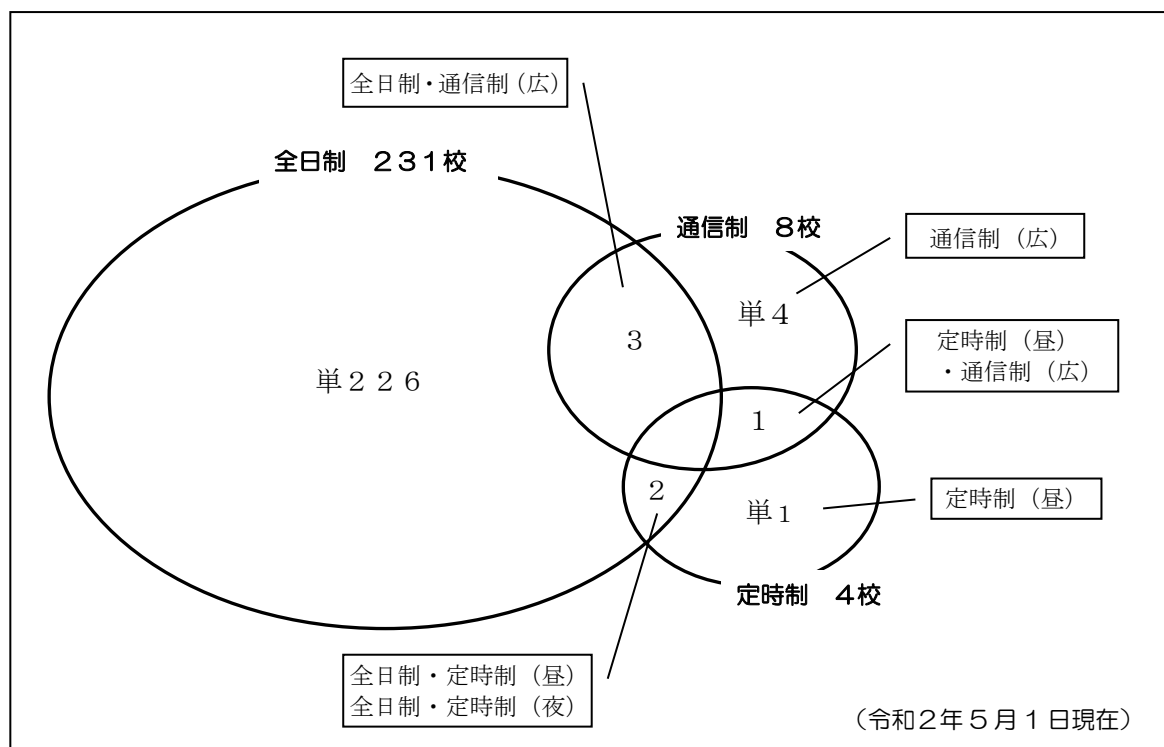 全日制・通信制（広）
全日制　２３１校
通信制　８校
通信制（広）
単４
３
定時制（昼）
・通信制（広）
単２２６
１
２
単１
定時制（昼）
定時制　４校
全日制・定時制（昼）
全日制・定時制（夜）
（令和２年５月１日現在）